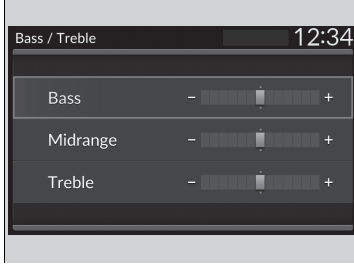 Bass / Treble 12:34
Bass - +
Midrange - +
Treble - +